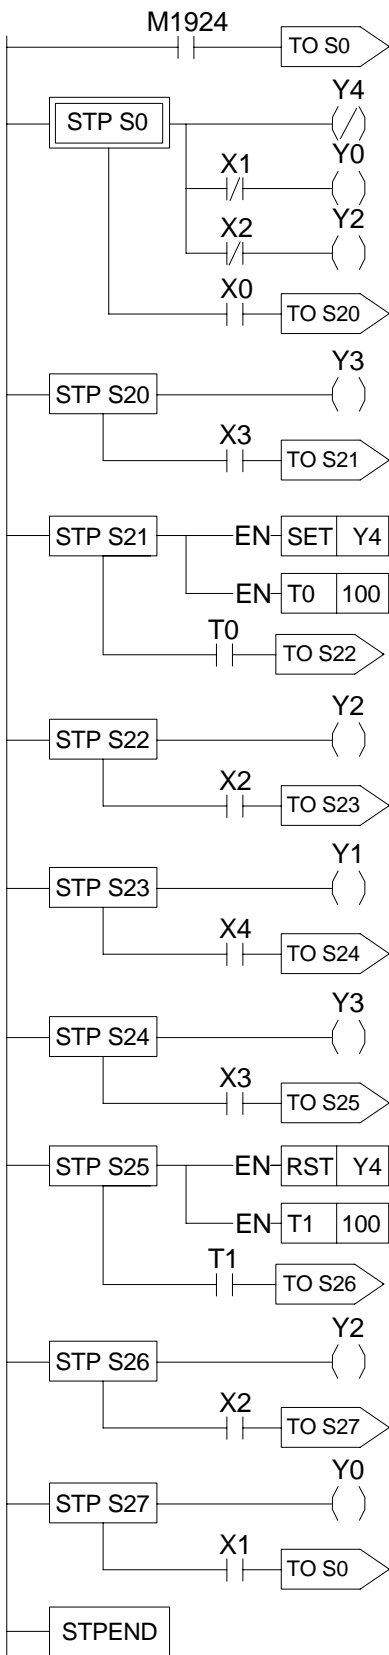 M1924
TO S0
Y4
STP S0
X1 Y0
X2 Y2
X0
TO S20
Y3
STP S20
X3
TO S21
STP S21 EN SET Y4
EN T0 100
T0
TO S22
Y2
STP S22
X2
TO S23
Y1
STP S23
X4
TO S24
Y3
STP S24
X3
TO S25
STP S25 EN RST Y4
EN T1 100
T1
TO S26
Y2
STP S26
X2
TO S27
Y0
STP S27
X1
TO S0
STPEND